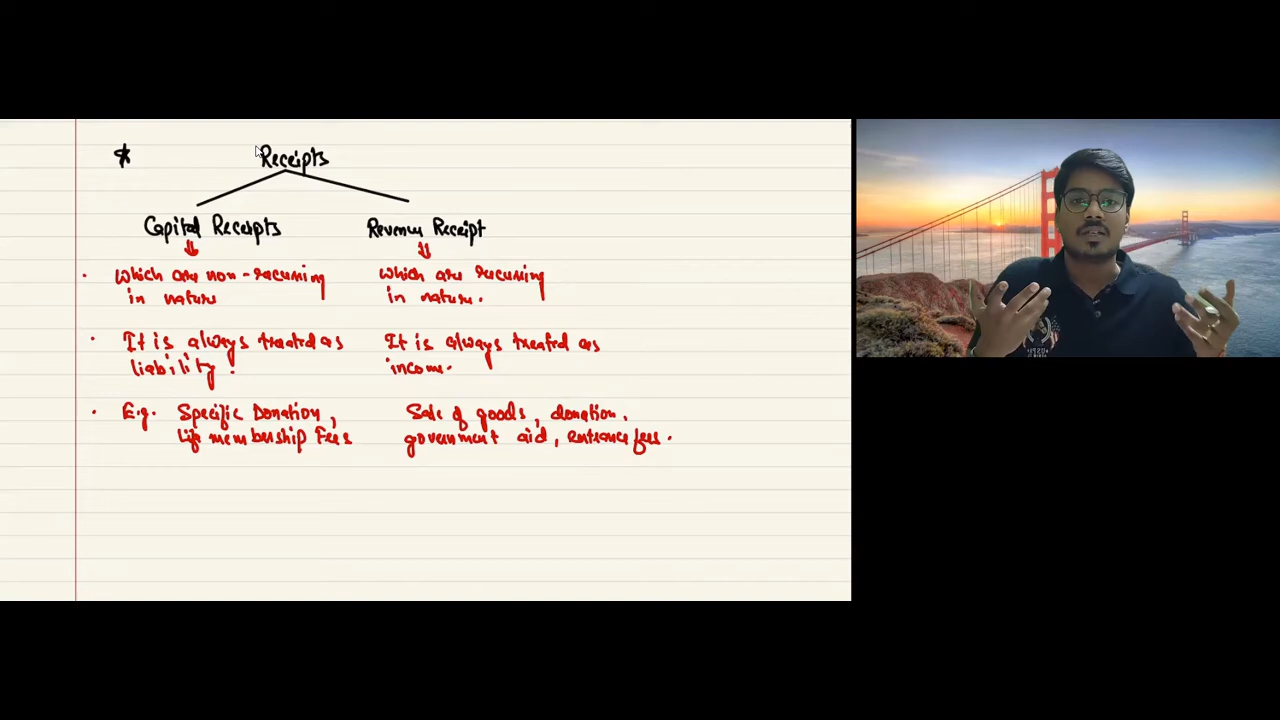 * Receipts
Capital Receipts Revenue Receipt
• Which are non-recurring which are recurring
in nature in nature.
• It is always treated as It is always treated as
liability! income.
• E.g. Specific Donation, Sale of goods, donation.
Life membership Fees government aid, entrance fees.